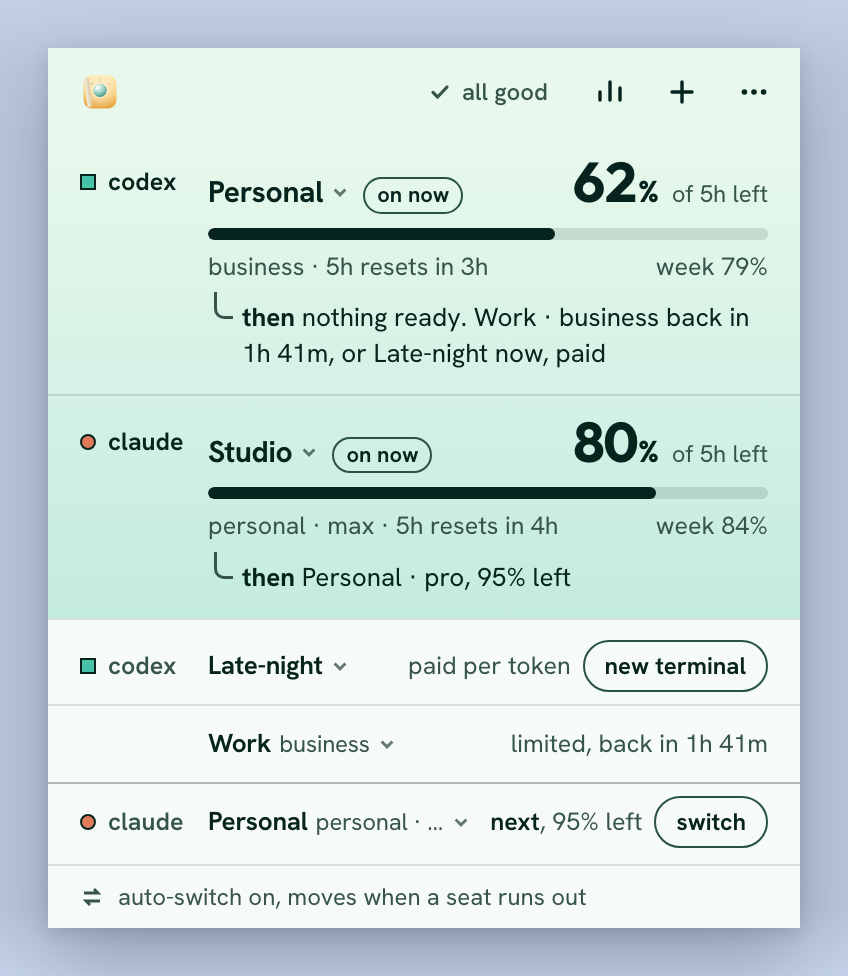 all good
codex
Personal on now 62% of 5h left
business · 5h resets in 3h week 79%
then nothing ready. Work · business back in
1h 41m, or Late-night now, paid
claude
Studio on now 80% of 5h left
personal · max · 5h resets in 4h week 84%
then Personal · pro, 95% left
codex Late-night paid per token new terminal
Work business limited, back in 1h 41m
claude Personal personal · ... next, 95% left switch
auto-switch on, moves when a seat runs out